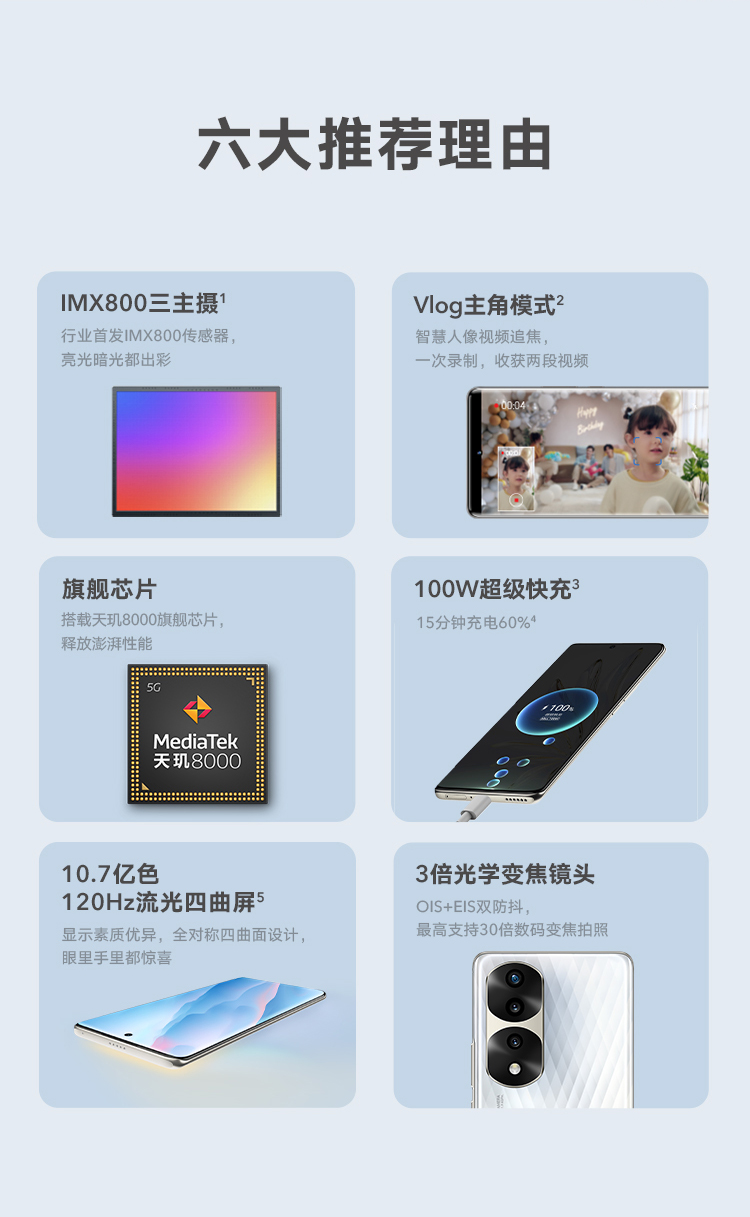 六大推荐理由
IMX800三主摄¹
行业首发IMX800传感器，
亮光暗光都出彩
Vlog主角模式²
智慧人像视频追焦，
一次录制，收获两段视频
00:04
Happy
Birthday
旗舰芯片
搭载天玑8000旗舰芯片，
释放澎湃性能
5G
MediaTek
天玑8000
100W超级快充³
15分钟充电60%⁴
100%
10.7亿色
120Hz流光四曲屏⁵
显示素质优异，全对称四曲面设计，
眼里手里都惊喜
3倍光学变焦镜头
OIS+EIS双防抖，
最高支持30倍数码变焦拍照